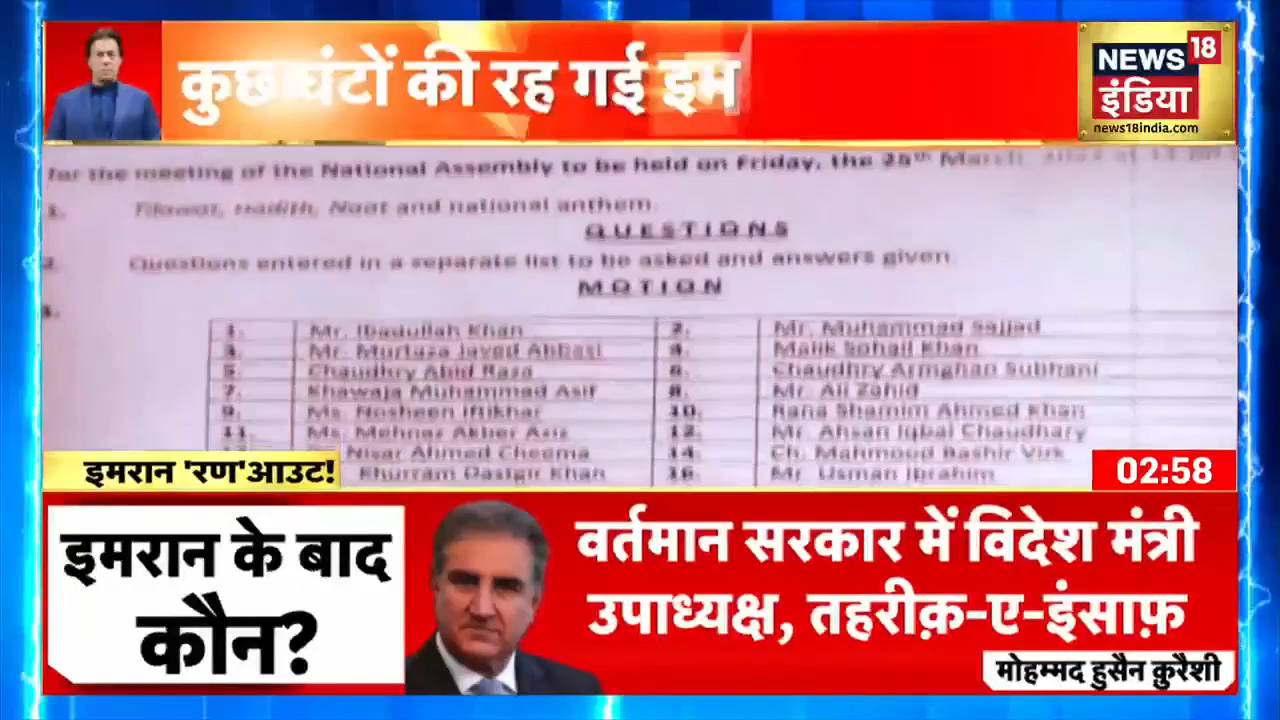 कुछ घंटों की रह गई इम
NEWS 18
इंडिया
news18india.com
for the meeting of the National Assembly to be held on Friday, the 25th March,
1. Tilawat, Hadith, Naat and national anthem.
QUESTIONS
2. Questions entered in a separate list to be asked and answers given.
MOTION
3.
1. Mr. Ibadullah Khan 2. Mr. Muhammad Sajjad
3. Mr. Murtaza Javed Abbasi 4. Malik Sohail Khan
5. Chaudhry Abid Raza 6. Chaudhry Armghan Subhani
7. Khawaja Muhammad Asif 8. Mr. Ali Zahid
9. Ms. Nosheen Iftikhar 10. Rana Shamim Ahmed Khan
11. Ms. Mehnaz Akber Aziz 12. Mr. Ahsan Iqbal Chaudhary
Nisar Ahmed Cheema 14. Ch. Mahmood Bashir Virk
Khurram Dasgir Khan 16. Mr. Usman Ibrahim
इमरान 'रण'आउट!
02:58
इमरान के बाद
कौन?
वर्तमान सरकार में विदेश मंत्री
उपाध्यक्ष, तहरीक़-ए-इंसाफ़
मोहम्मद हुसैन क़ुरैशी